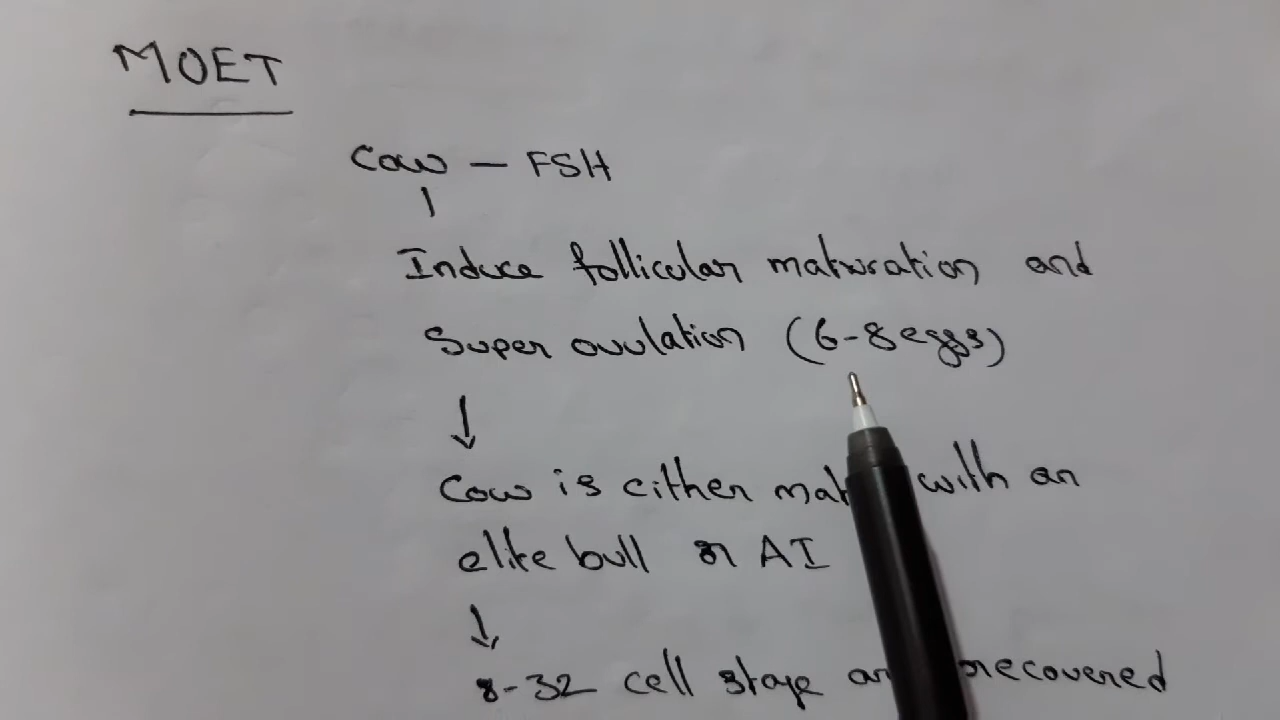 MOET
Cow — FSH
Induce follicular maturation and
Super ovulation (6-8 eggs)
Cow is either with an
elite bull or AI
8-32 cell stage recovered